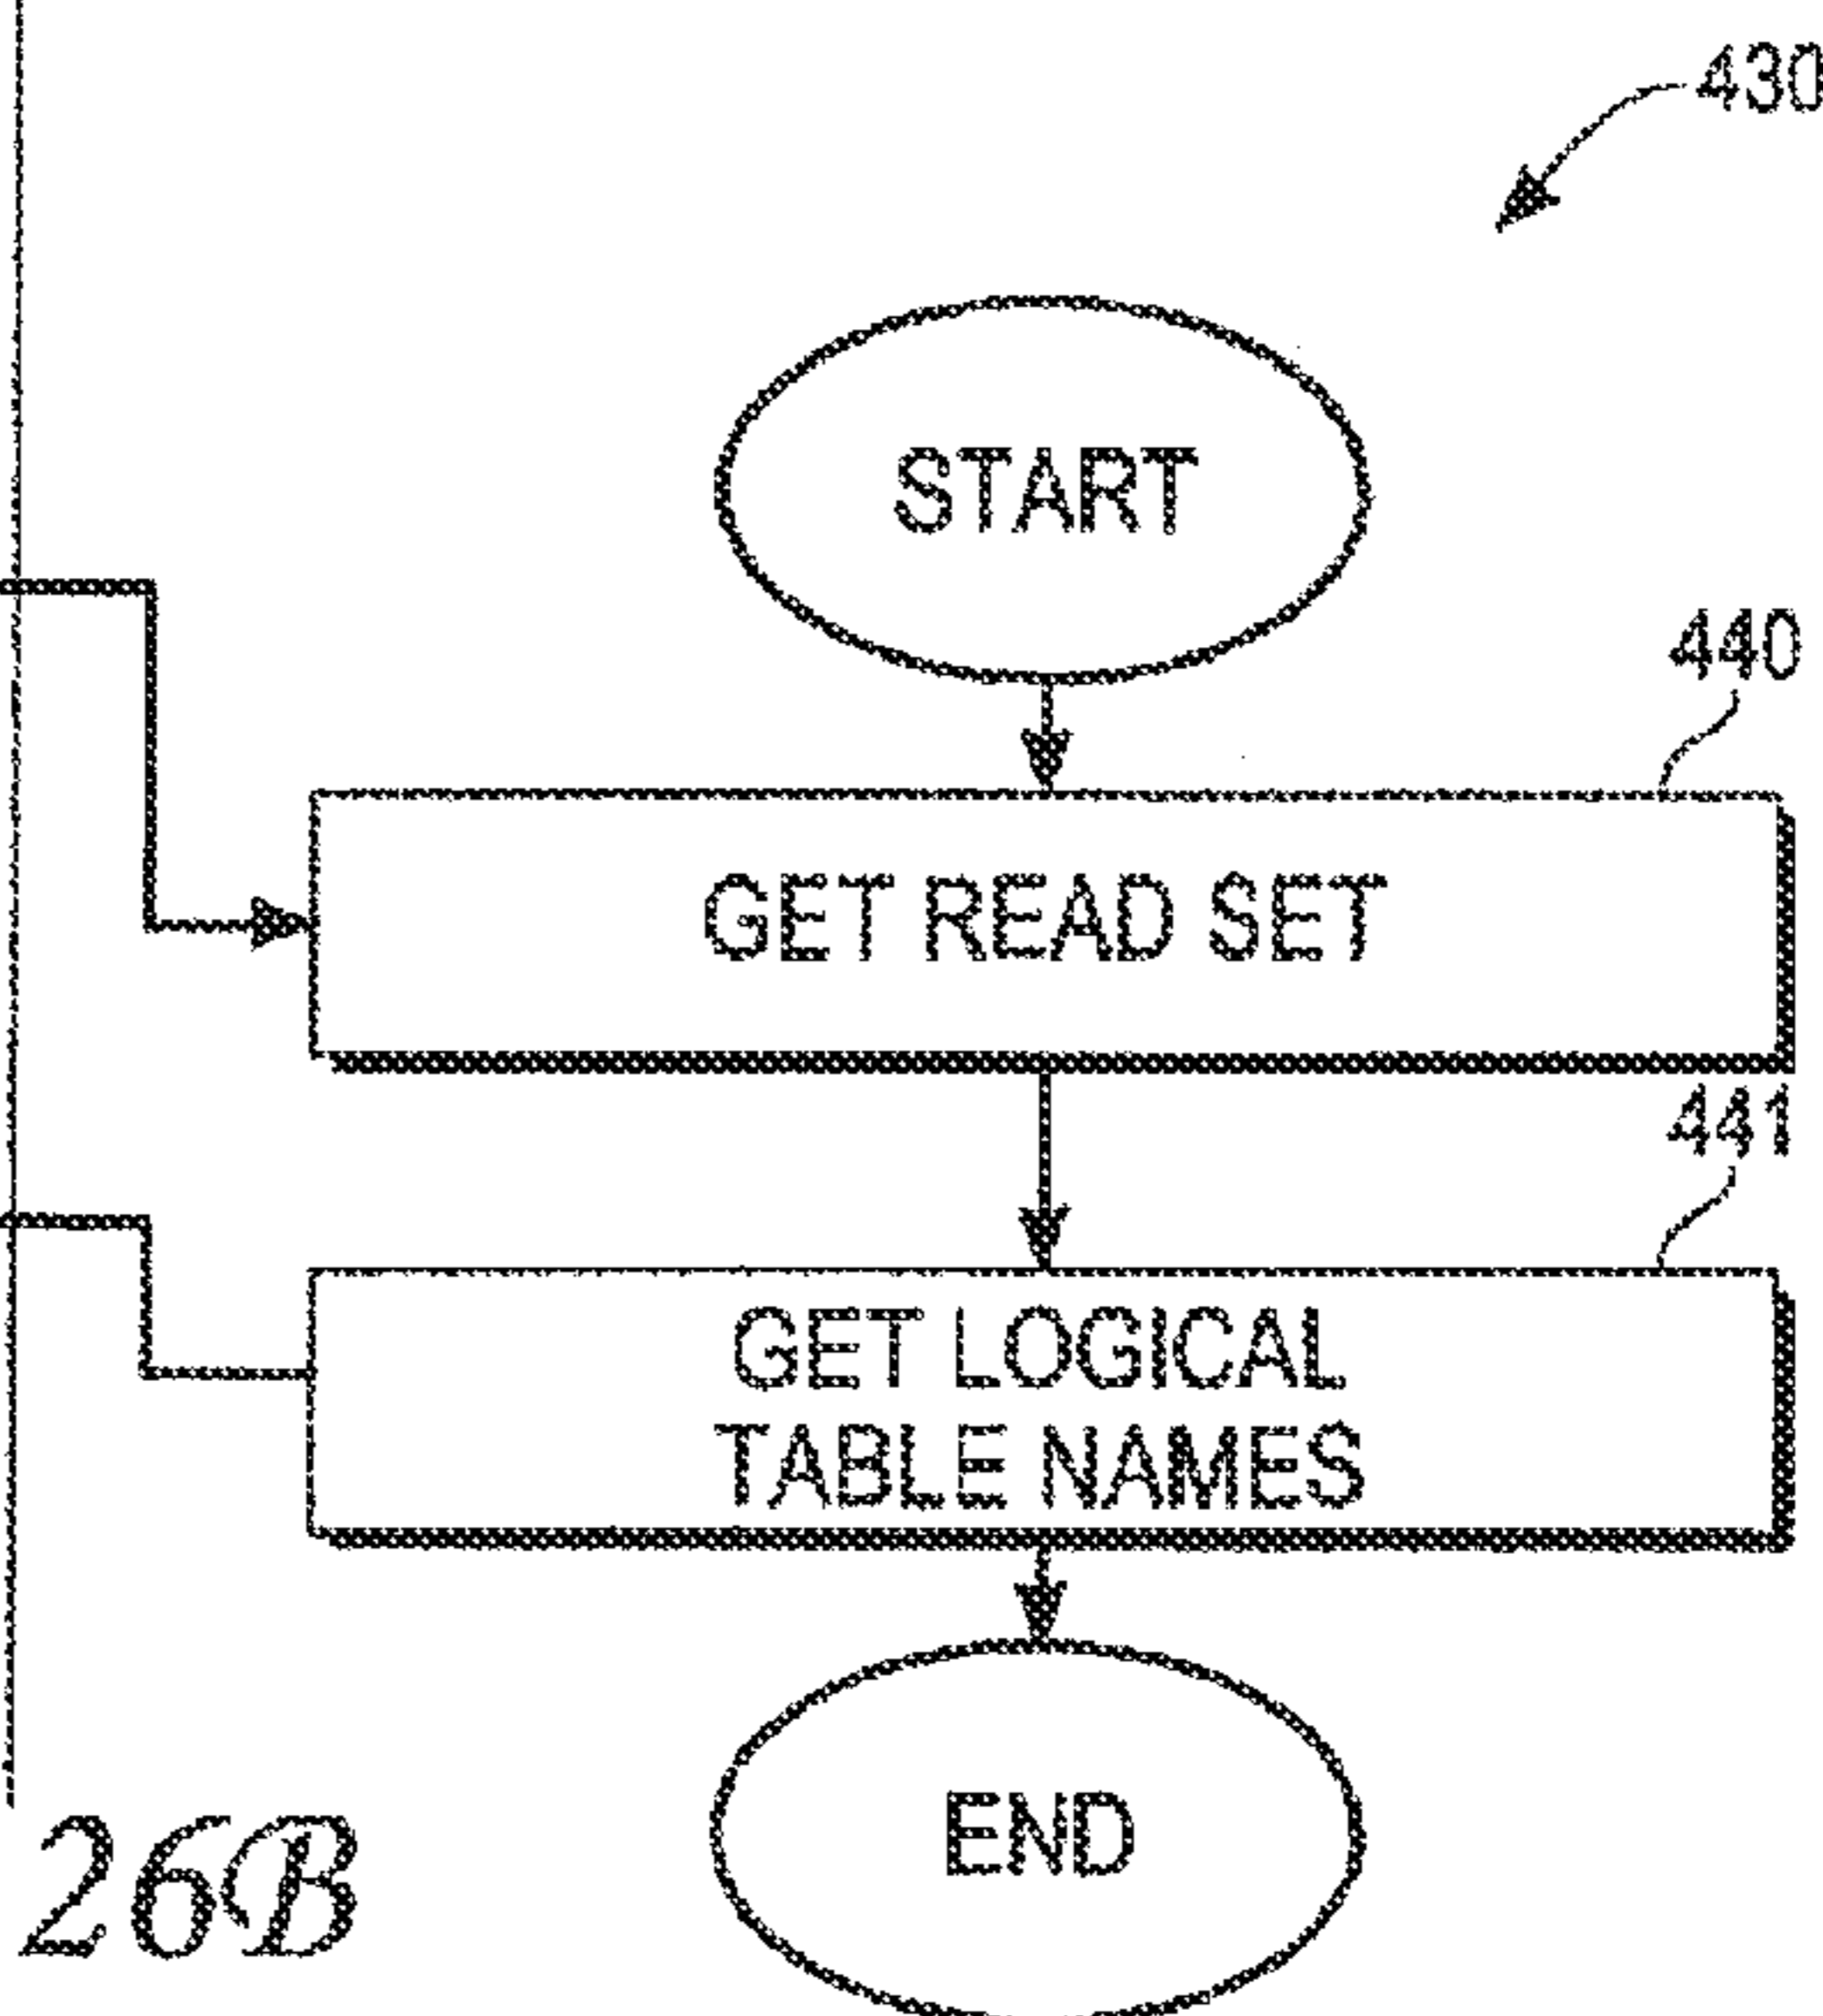 430
START
440
GET READ SET
441
GET LOGICAL
TABLE NAMES
END
26B